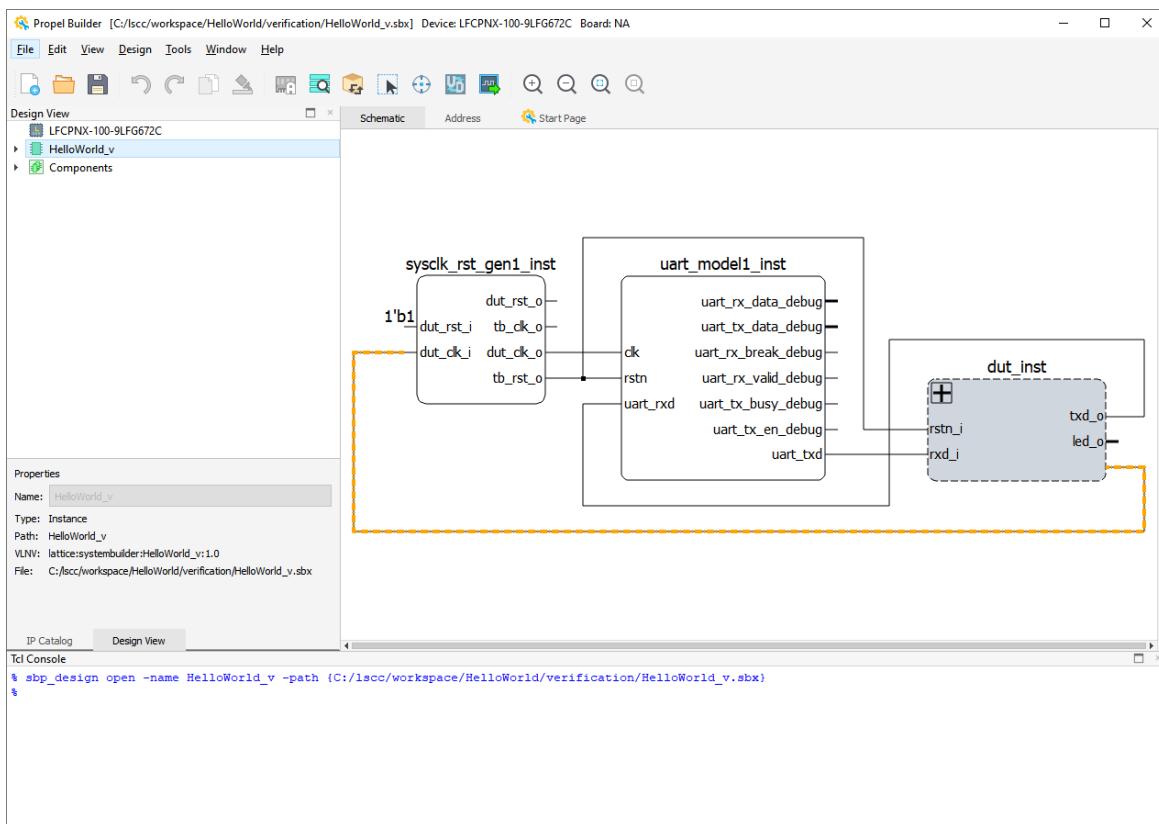 Propel Builder [C:/lscc/workspace/HelloWorld/verification/HelloWorld_v.sbx] Device: LFCPNX-100-9LFG672C Board: NA
File Edit View Design Tools Window Help
Design View
LFCPNX-100-9LFG672C
HelloWorld_v
Components
Properties
Name: HelloWorld_v
Type: Instance
Path: HelloWorld_v
VLNV: lattice:systembuilder:HelloWorld_v:1.0
File: C:/lscc/workspace/HelloWorld/verification/HelloWorld_v.sbx
IP Catalog Design View
Schematic Address Start Page
sysclk_rst_gen1_inst
1'b1
dut_rst_o
dut_rst_i tb_clk_o
dut_clk_i dut_clk_o
tb_rst_o
uart_model1_inst
uart_rx_data_debug
uart_tx_data_debug
clk uart_rx_break_debug
rstn uart_rx_valid_debug
uart_rxd uart_tx_busy_debug
uart_tx_en_debug
uart_txd
dut_inst
txd_o
rstn_i
led_o
rxd_i
Tcl Console
% sbp_design open -name HelloWorld_v -path {C:/lscc/workspace/HelloWorld/verification/HelloWorld_v.sbx}
%